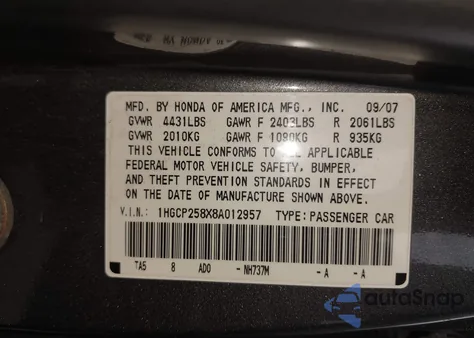 MFD. BY HONDA OF AMERICA MFG., INC. 09/07
GVWR 4431LBS GAWR F 2403LBS R 2061LBS
GVWR 2010KG GAWR F 1090KG R 935KG
THIS VEHICLE CONFORMS TO ALL APPLICABLE
FEDERAL MOTOR VEHICLE SAFETY, BUMPER,
AND THEFT PREVENTION STANDARDS IN EFFECT
ON THE DATE OF MANUFACTURE SHOWN ABOVE.
V.I.N.: 1HGCP258X8A012957 TYPE: PASSENGER CAR
TA5 8 AD0 - NH737M -A -A
autoSnap